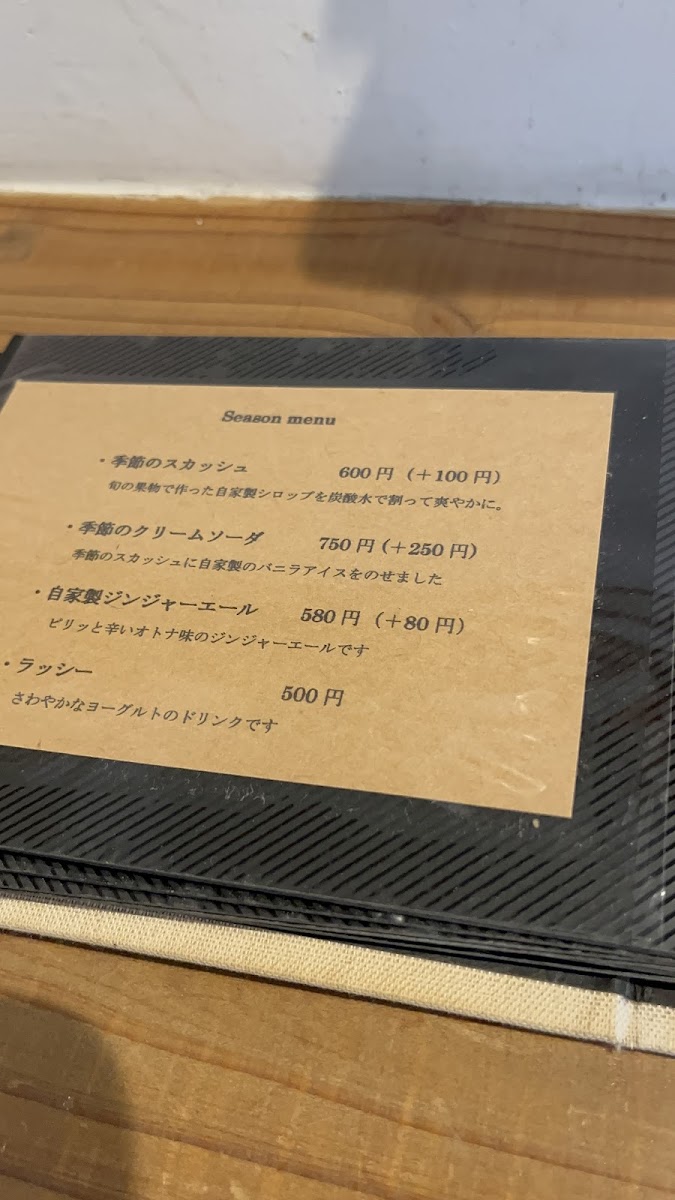 Season menu
・季節のスカッシュ 600円（＋100円）
旬の果物で作った自家製シロップを炭酸水で割って爽やかに。
・季節のクリームソーダ 750円（＋250円）
季節のスカッシュに自家製のバニラアイスをのせました
・自家製ジンジャーエール 580円（＋80円）
ピリッと辛いオトナ味のジンジャーエールです
・ラッシー 500円
さわやかなヨーグルトのドリンクです